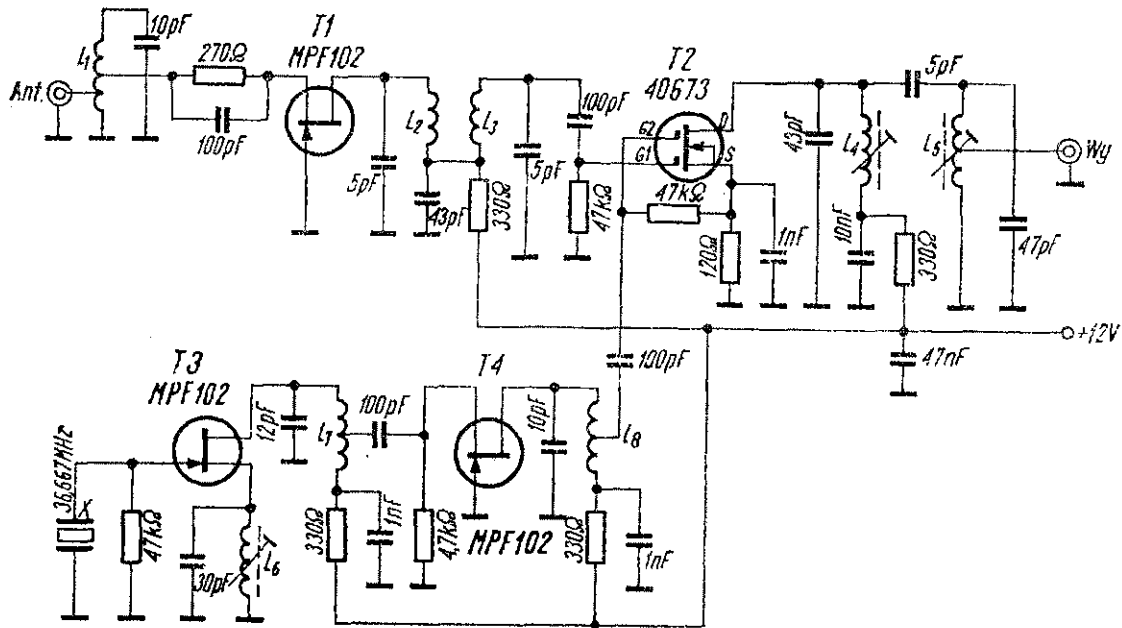 10pF
T1
MPF102
L1
270Ω
T2
40673
5pF
Ant.
100pF
L2
L3
100pF
G2
D
G1
S
43pF
L4
L5
Wy
5pF
5pF
43pF
330Ω
47kΩ
47kΩ
120Ω
1nF
10nF
330Ω
47pF
+12V
T3
MPF102
T4
100pF
47nF
12pF
100pF
10pF
L7
L8
36,667MHz
X
47kΩ
30pF
L6
330Ω
1nF
4,7kΩ
MPF102
330Ω
1nF